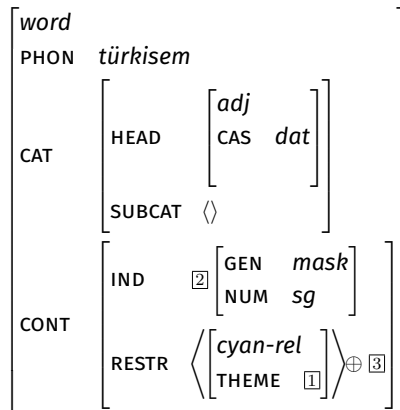 word
PHON türkisem
adj
HEAD CAS dat
CAT
SUBCAT ⟨⟩
GEN mask
IND 2
NUM sg
CONT
cyan-rel
RESTR ⟨ ⟩ ⊕ 3
THEME 1